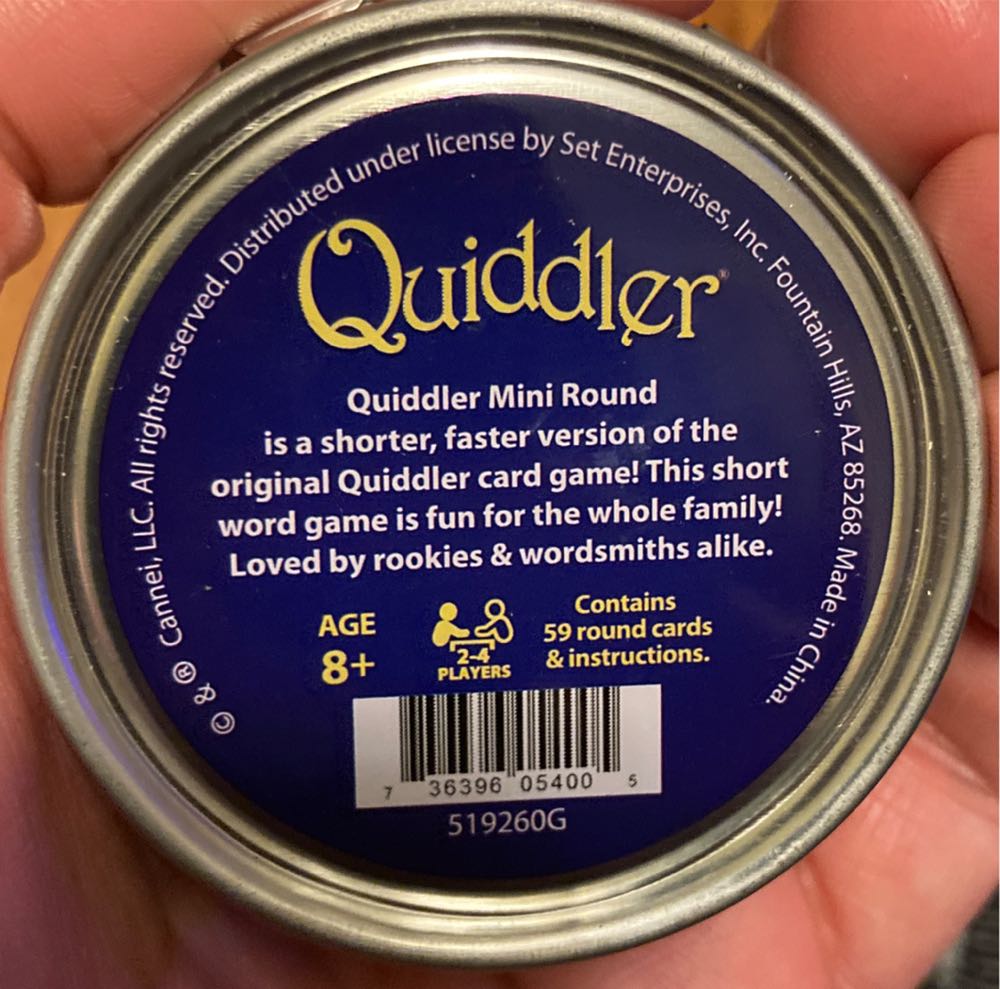 © & ® Cannei, LLC. All rights reserved. Distributed under license by Set Enterprises, Inc. Fountain Hills, AZ 85268. Made in China.
Quiddler®
Quiddler Mini Round
is a shorter, faster version of the
original Quiddler card game! This short
word game is fun for the whole family!
Loved by rookies & wordsmiths alike.
AGE
8+
2-4
PLAYERS
Contains
59 round cards
& instructions.
7 36396 05400 5
519260G